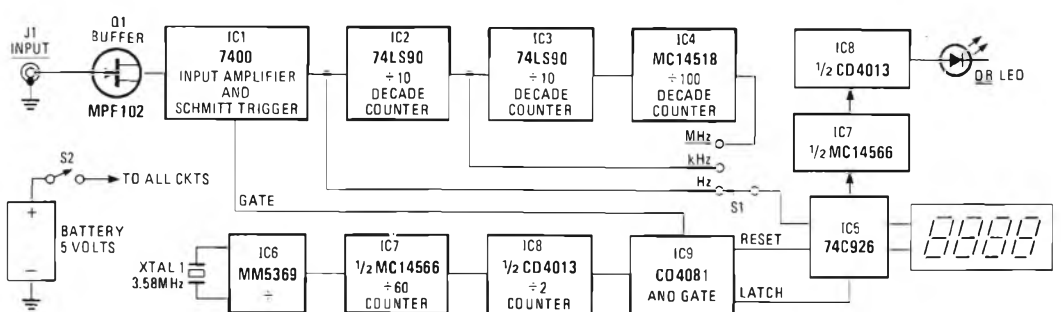 J1
INPUT
Q1
BUFFER
MPF102
IC1
7400
INPUT AMPLIFIER
AND
SCHMITT TRIGGER
IC2
74LS90
÷10
DECADE
COUNTER
IC3
74LS90
÷10
DECADE
COUNTER
IC4
MC14518
÷100
DECADE
COUNTER
IC8
1/2 CD4013
OR LED
IC7
1/2 MC14566
MHz
kHz
Hz
S1
S2
TO ALL CKTS
+
BATTERY
5 VOLTS
−
GATE
XTAL 1
3.58MHz
IC6
MM5369
÷
IC7
1/2 MC14566
÷60
COUNTER
IC8
1/2 CD4013
÷2
COUNTER
IC9
CD4081
AND GATE
RESET
LATCH
IC5
74C926
8888